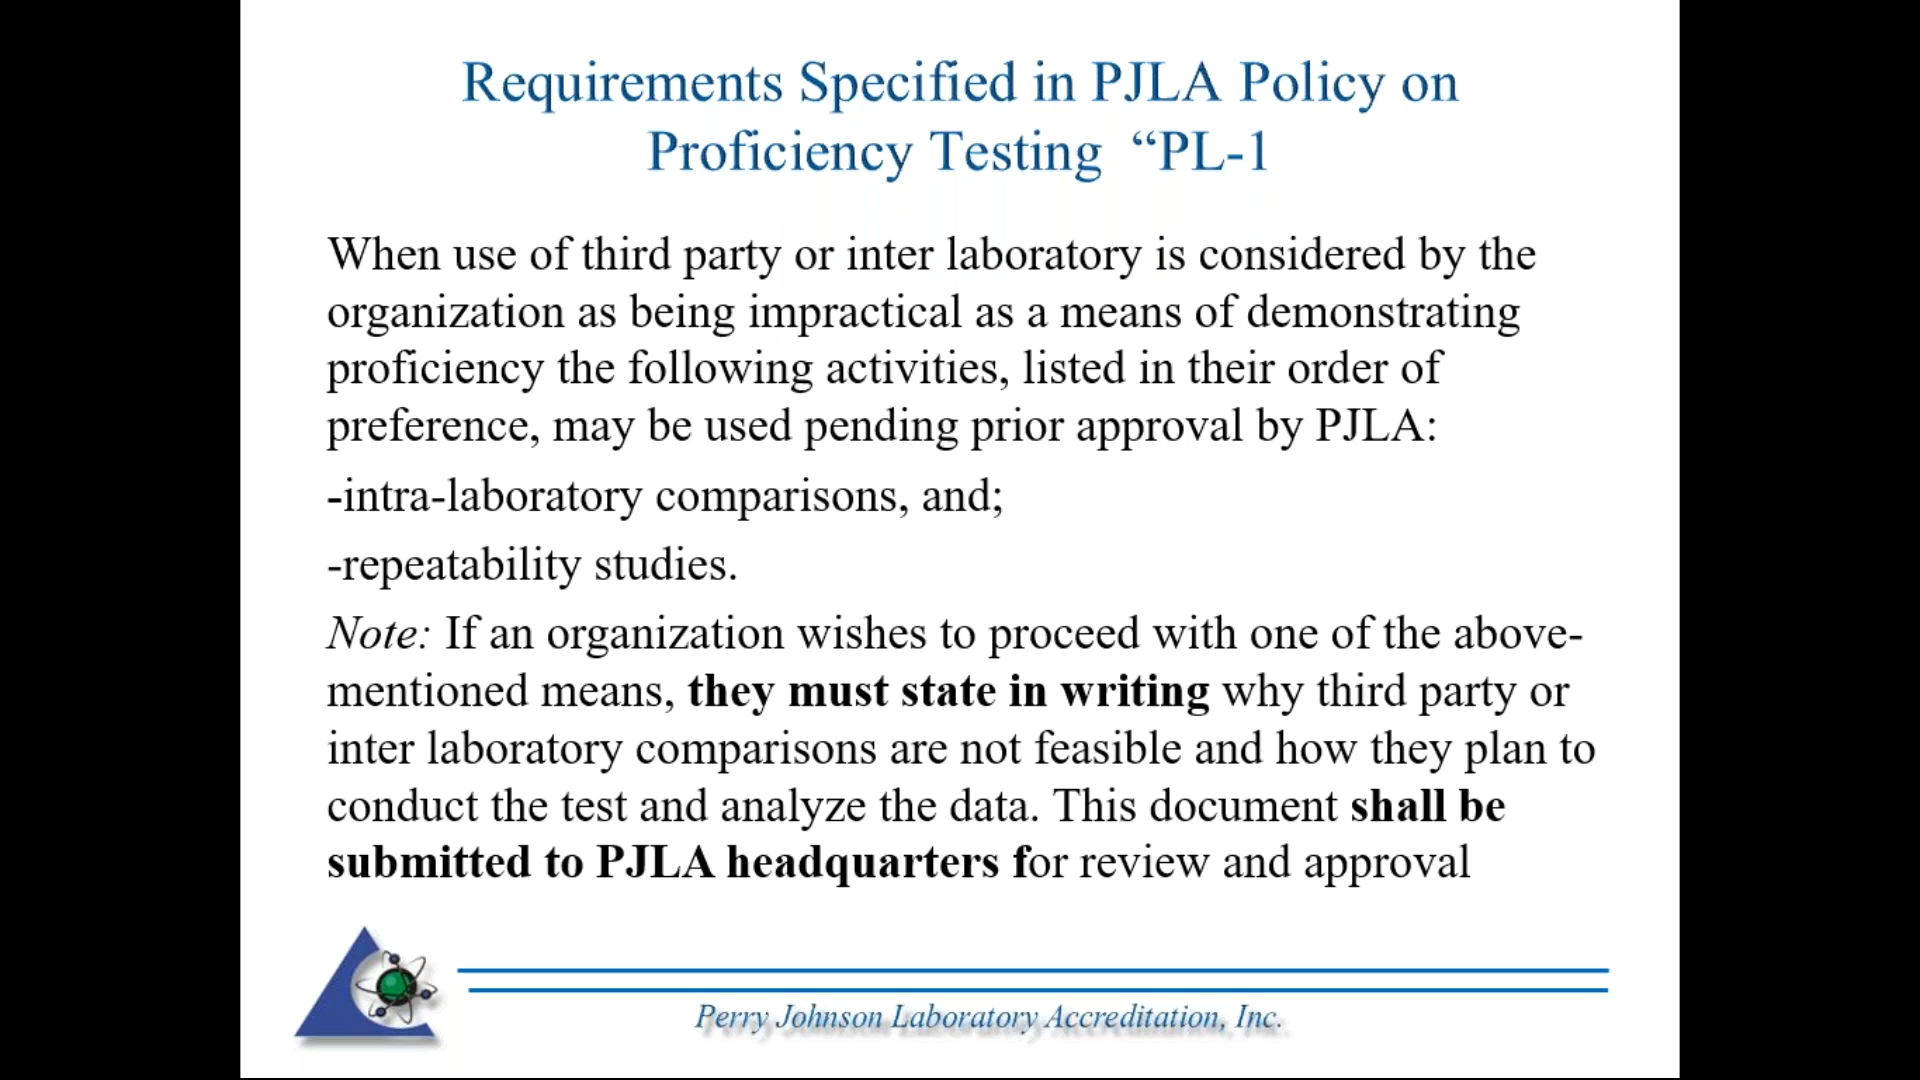 Requirements Specified in PJLA Policy on
Proficiency Testing  “PL-1
When use of third party or inter laboratory is considered by the
organization as being impractical as a means of demonstrating
proficiency the following activities, listed in their order of
preference, may be used pending prior approval by PJLA:
-intra-laboratory comparisons, and;
-repeatability studies.
Note: If an organization wishes to proceed with one of the above-
mentioned means, they must state in writing why third party or
inter laboratory comparisons are not feasible and how they plan to
conduct the test and analyze the data. This document shall be
submitted to PJLA headquarters for review and approval
Perry Johnson Laboratory Accreditation, Inc.